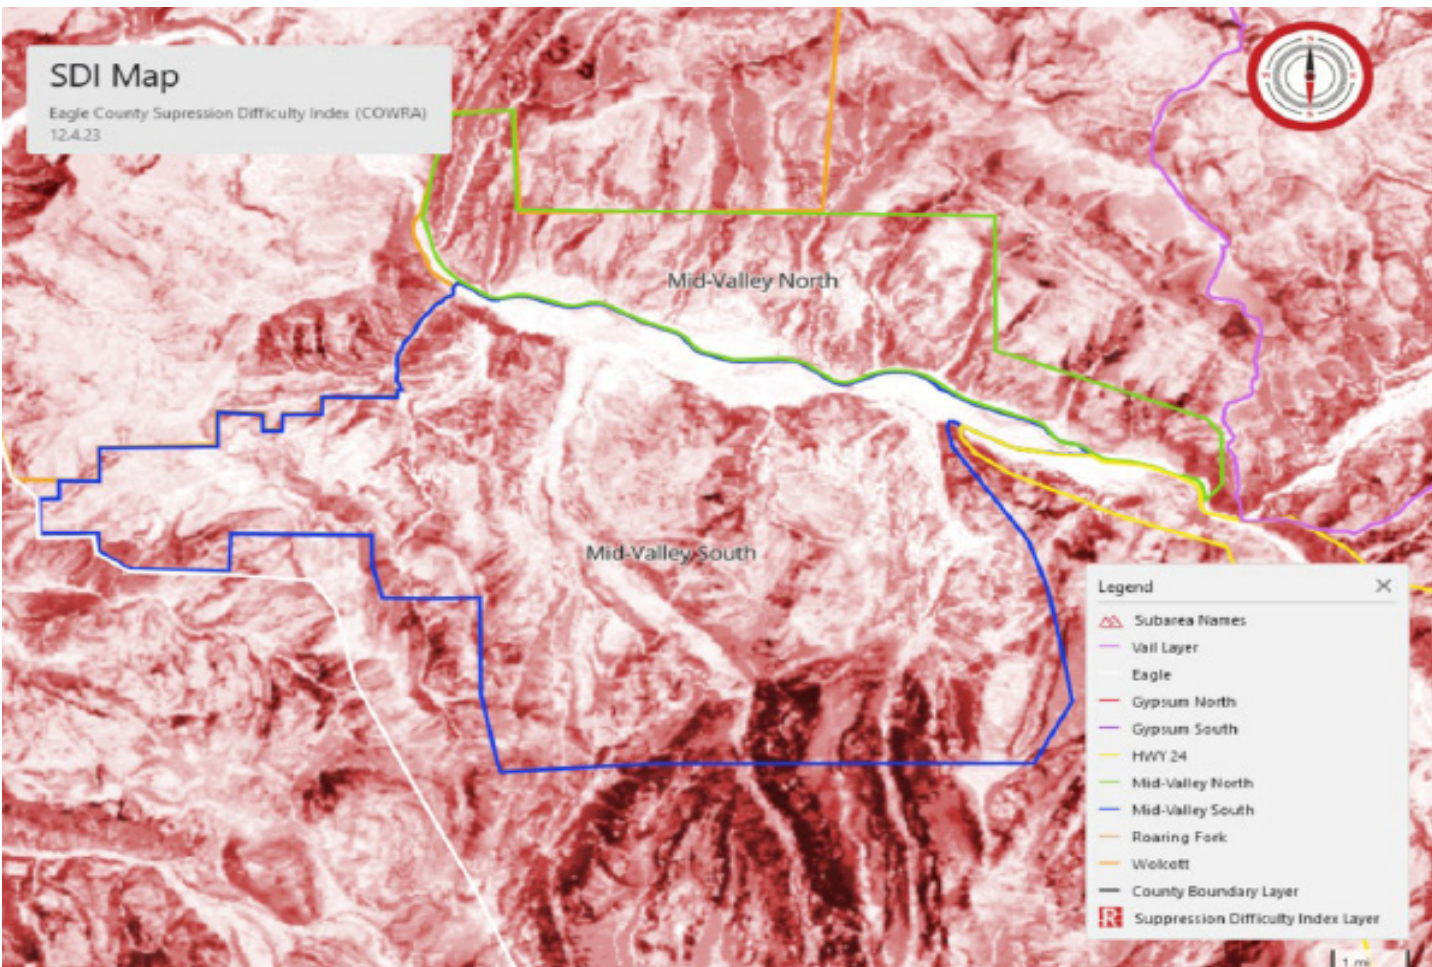 SDI Map
Eagle County Supression Difficulty Index (COWRA)
12.4.23
Mid-Valley North
Mid-Valley South
Legend
Subarea Names
Vail Layer
Eagle
Gypsum North
Gypsum South
HWY 24
Mid-Valley North
Mid-Valley South
Roaring Fork
Wolcott
County Boundary Layer
Suppression Difficulty Index Layer
1 mi